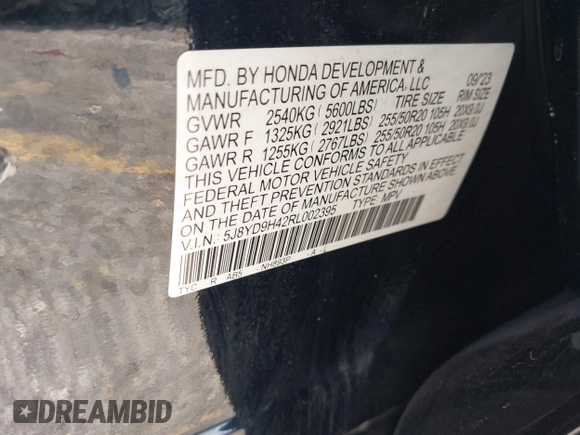 MFD. BY HONDA DEVELOPMENT & 09/23
MANUFACTURING OF AMERICA, LLC
GVWR 2540KG(5600LBS) TIRE SIZE RIM SIZE
GAWR F 1325KG(2921LBS) 255/50R20 105H 20X9.0J
GAWR R 1255KG(2767LBS) 255/50R20 105H 20X9.0J
THIS VEHICLE CONFORMS TO ALL APPLICABLE
FEDERAL MOTOR VEHICLE SAFETY
AND THEFT PREVENTION STANDARDS IN EFFECT
ON THE DATE OF MANUFACTURE SHOWN ABOVE.
V.I.N.: 5J8YD9H42RL002395 TYPE MPV
TYC R AB5 -NH893P -A -L
DREAMBID